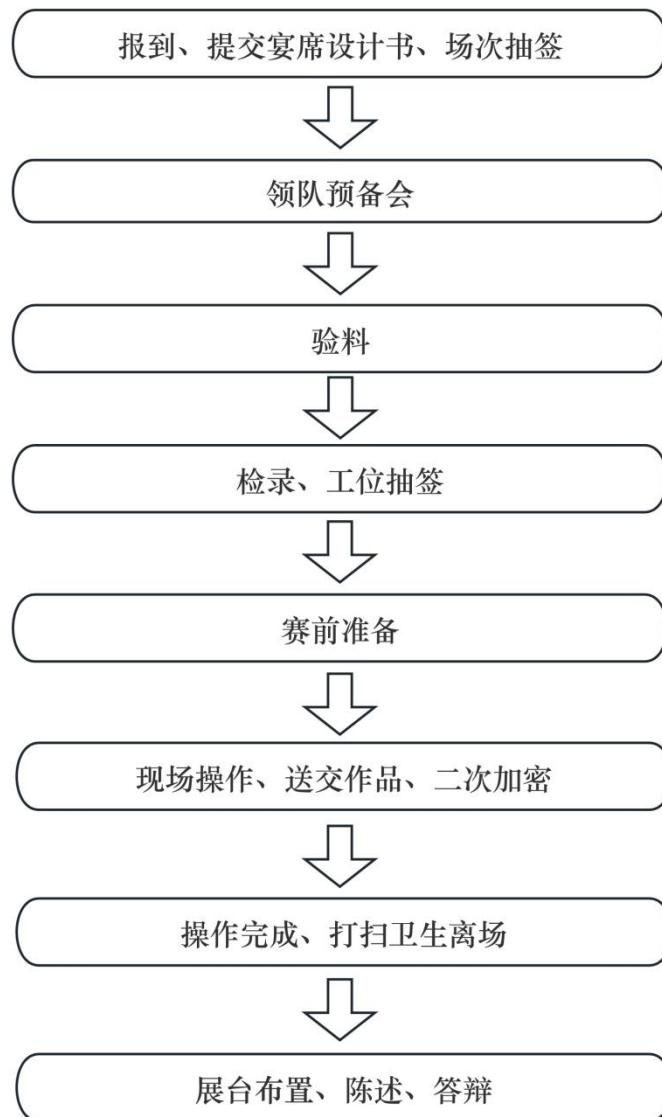 报到、提交宴席设计书、场次抽签
领队预备会
验料
检录、工位抽签
赛前准备
现场操作、送交作品、二次加密
操作完成、打扫卫生离场
展台布置、陈述、答辩